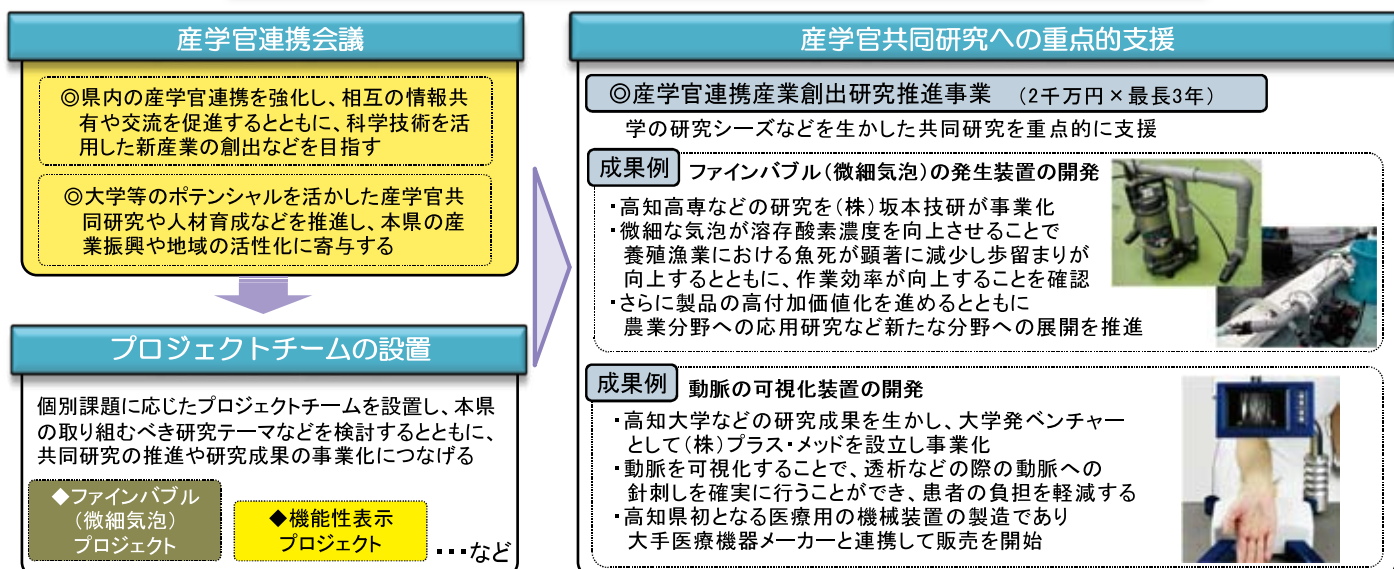 産学官連携会議
◎県内の産学官連携を強化し、相互の情報共
有や交流を促進するとともに、科学技術を活
用した新産業の創出などを目指す
◎大学等のポテンシャルを活かした産学官共
同研究や人材育成などを推進し、本県の産
業振興や地域の活性化に寄与する
プロジェクトチームの設置
個別課題に応じたプロジェクトチームを設置し、本県
の取り組むべき研究テーマなどを検討するとともに、
共同研究の推進や研究成果の事業化につなげる
◆ファインバブル
(微細気泡)
プロジェクト
◆機能性表示
プロジェクト
・・・など
産学官共同研究への重点的支援
◎産学官連携産業創出研究推進事業 (2千万円×最長3年)
学の研究シーズなどを生かした共同研究を重点的に支援
成果例 ファインバブル(微細気泡)の発生装置の開発
・高知高専などの研究を(株)坂本技研が事業化
・微細な気泡が溶存酸素濃度を向上させることで
養殖漁業における魚死が顕著に減少し歩留まりが
向上するとともに、作業効率が向上することを確認
・さらに製品の高付加価値化を進めるとともに
農業分野への応用研究など新たな分野への展開を推進
成果例 動脈の可視化装置の開発
・高知大学などの研究成果を生かし、大学発ベンチャー
として(株)プラス・メッドを設立し事業化
・動脈を可視化することで、透析などの際の動脈への
針刺しを確実に行うことができ、患者の負担を軽減する
・高知県初となる医療用の機械装置の製造であり
大手医療機器メーカーと連携して販売を開始